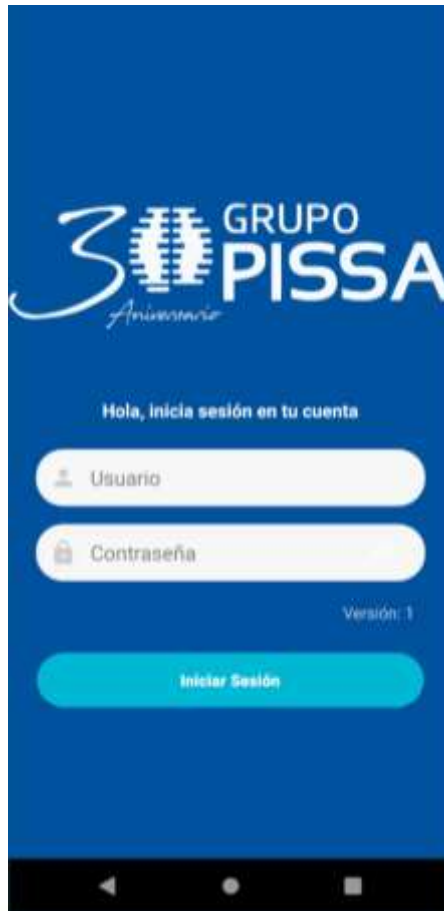 30 GRUPO
PISSA
Aniversario
Hola, inicia sesión en tu cuenta
Usuario
Contraseña
Versión: 1
Iniciar Sesión